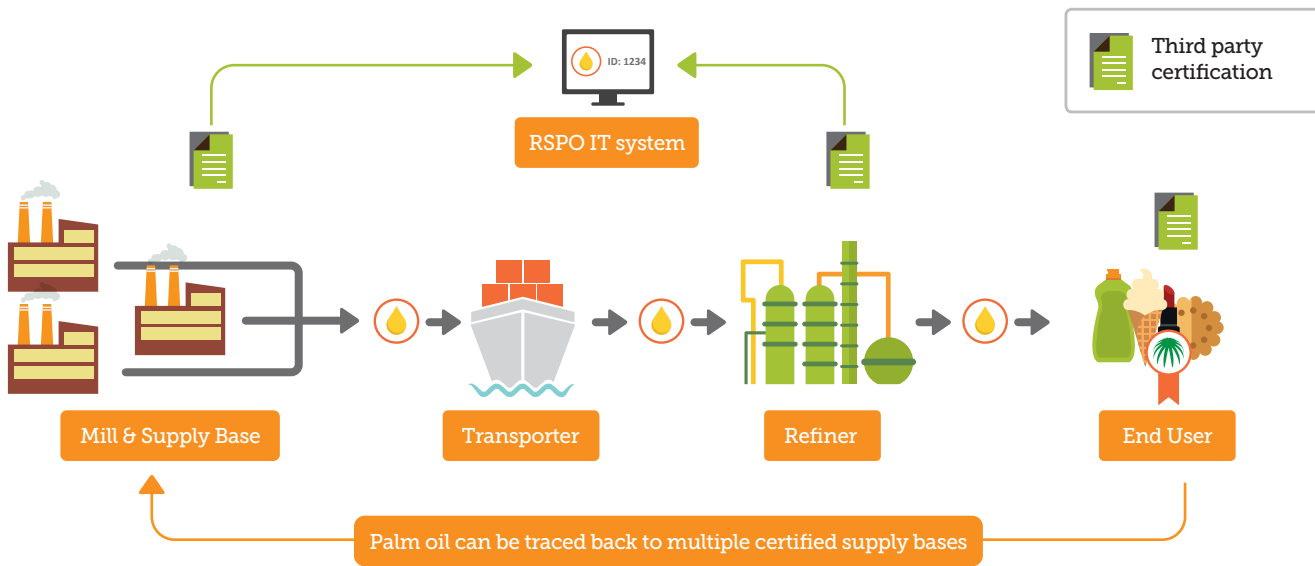 ID: 1234
RSPO IT system
Third party
certification
Mill & Supply Base
Transporter
Refiner
End User
Palm oil can be traced back to multiple certified supply bases